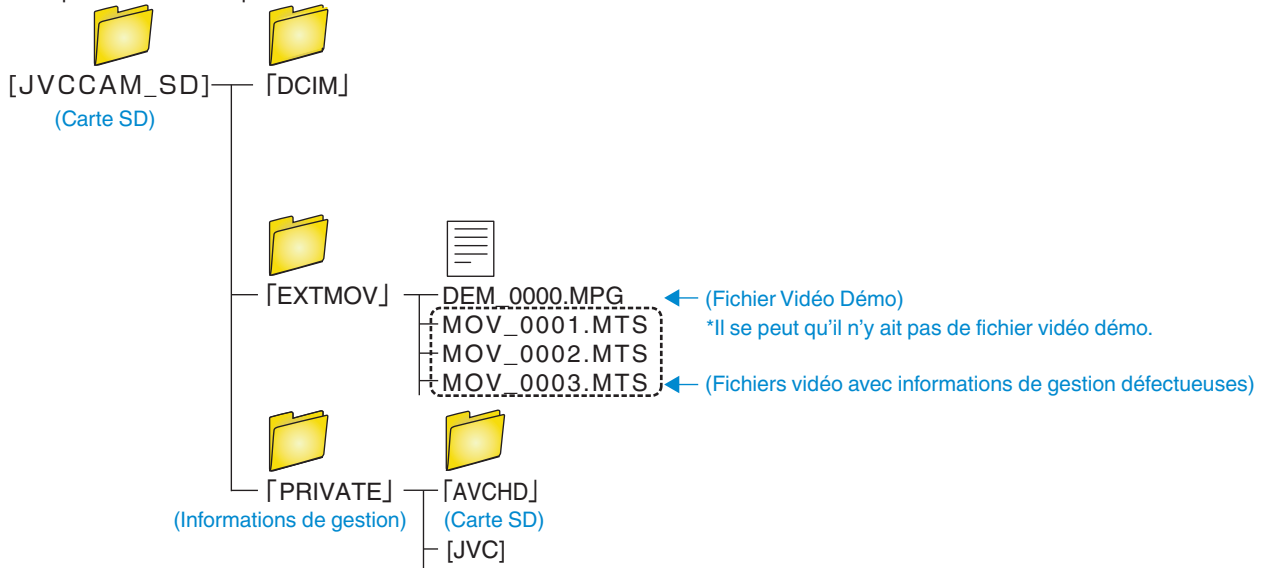 [JVCCAM_SD]
「DCIM」
(Carte SD)
「EXTMOV」
DEM_0000.MPG
(Fichier Vidéo Démo)
*Il se peut qu'il n'y ait pas de fichier vidéo démo.
MOV_0001.MTS
MOV_0002.MTS
MOV_0003.MTS
(Fichiers vidéo avec informations de gestion défectueuses)
「PRIVATE」
「AVCHD」
(Informations de gestion)
(Carte SD)
[JVC]